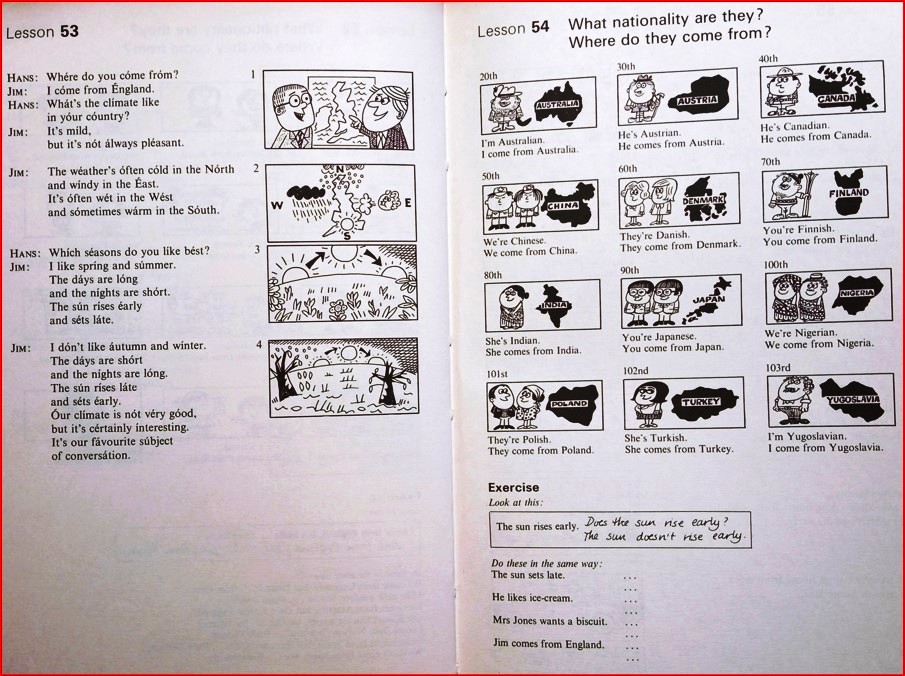 Lesson 53
HANS: Whére do you cóme fróm?
JIM: I cóme from Éngland.
HANS: Whát's the clímate like
in yóur cóuntry?
JIM: It's míld,
but it's nót álways pléasant.
1
JIM: The wéather's óften cóld in the Nórth
and wíndy in the Éast.
It's óften wét in the Wést
and sómetimes wárm in the Sóuth.
2
N
W E
S
HANS: Which séasons do you like bést?
JIM: I like spríng and súmmer.
The dáys are lóng
and the níghts are shórt.
The sún ríses éarly
and séts láte.
3
JIM: I dón't like áutumn and wínter.
The dáys are shórt
and the níghts are lóng.
The sún ríses láte
and séts éarly.
Óur clímate is nót véry góod,
but it's cértainly ínteresting.
It's our fávourite súbject
of conversátion.
4
Lesson 54 What nationality are they?
Where do they come from?
20th
AUSTRALIA
I'm Australian.
I come from Australia.
30th
AUSTRIA
He's Austrian.
He comes from Austria.
40th
CANADA
He's Canadian.
He comes from Canada.
50th
CHINA
We're Chinese.
We come from China.
60th
DENMARK
They're Danish.
They come from Denmark.
70th
FINLAND
You're Finnish.
You come from Finland.
80th
INDIA
She's Indian.
She comes from India.
90th
JAPAN
You're Japanese.
You come from Japan.
100th
NIGERIA
We're Nigerian.
We come from Nigeria.
101st
POLAND
They're Polish.
They come from Poland.
102nd
TURKEY
She's Turkish.
She comes from Turkey.
103rd
YUGOSLAVIA
I'm Yugoslavian.
I come from Yugoslavia.
Exercise
Look at this:
The sun rises early. Does the sun rise early?
The sun doesn't rise early.
Do these in the same way:
The sun sets late. ...
...
He likes ice-cream. ...
...
Mrs Jones wants a biscuit. ...
...
Jim comes from England. ...
...